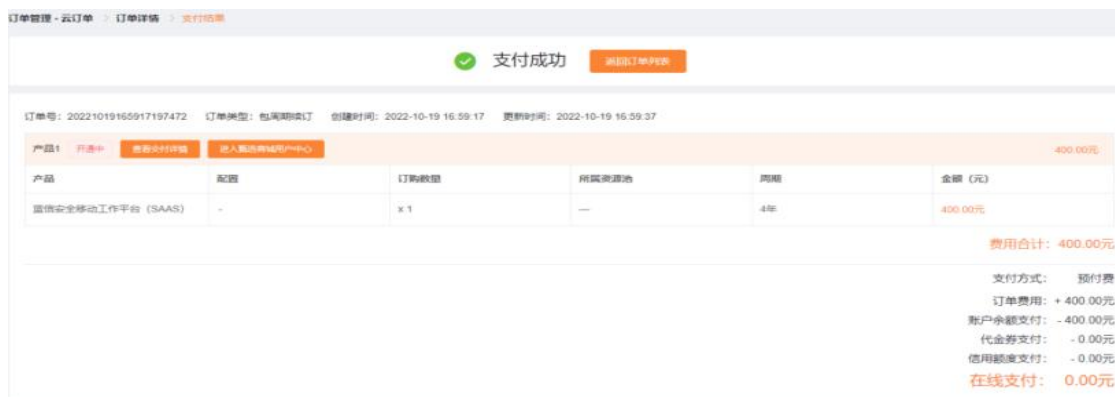 订单管理 - 云订单 > 订单详情 > 支付结果
支付成功 返回订单列表
订单号：20221019165917197472 订单类型：包周期续订 创建时间：2022-10-19 16:59:17 更新时间：2022-10-19 16:59:37
产品1 开通中 查看交付详情 进入甄选商城用户中心 400.00元
产品 配置 订购数量 所属资源池 周期 金额（元）
蓝信安全移动工作平台（SAAS） - x 1 — 4年 400.00元
费用合计：400.00元
支付方式： 预付费
订单费用：+ 400.00元
账户余额支付：- 400.00元
代金券支付：- 0.00元
信用额度支付：- 0.00元
在线支付： 0.00元